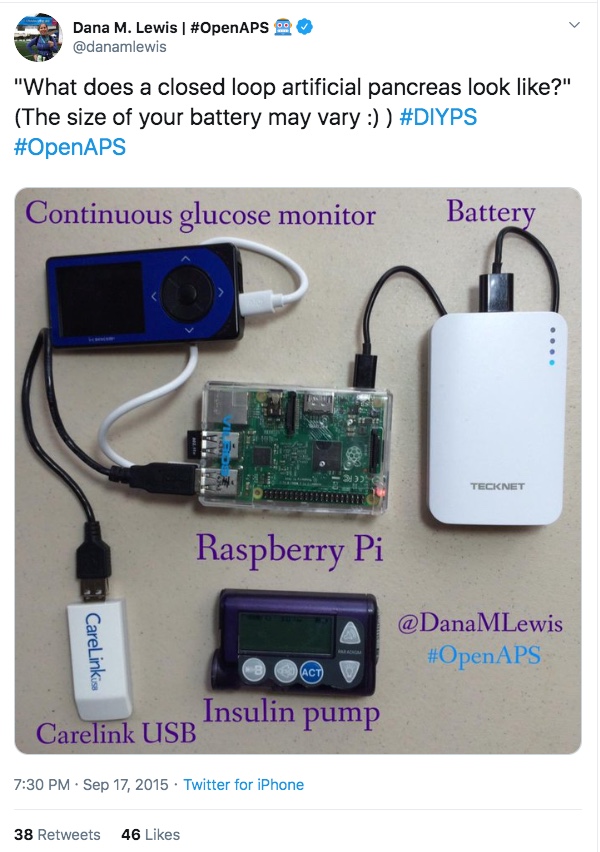 Dana M. Lewis | #OpenAPS
@danamlewis
"What does a closed loop artificial pancreas look like?"
(The size of your battery may vary :) ) #DIYPS
#OpenAPS
Continuous glucose monitor
Battery
TECKNET
Raspberry Pi
CareLink USB
ACT
@DanaMLewis
#OpenAPS
Insulin pump
Carelink USB
7:30 PM · Sep 17, 2015 · Twitter for iPhone
38 Retweets 46 Likes